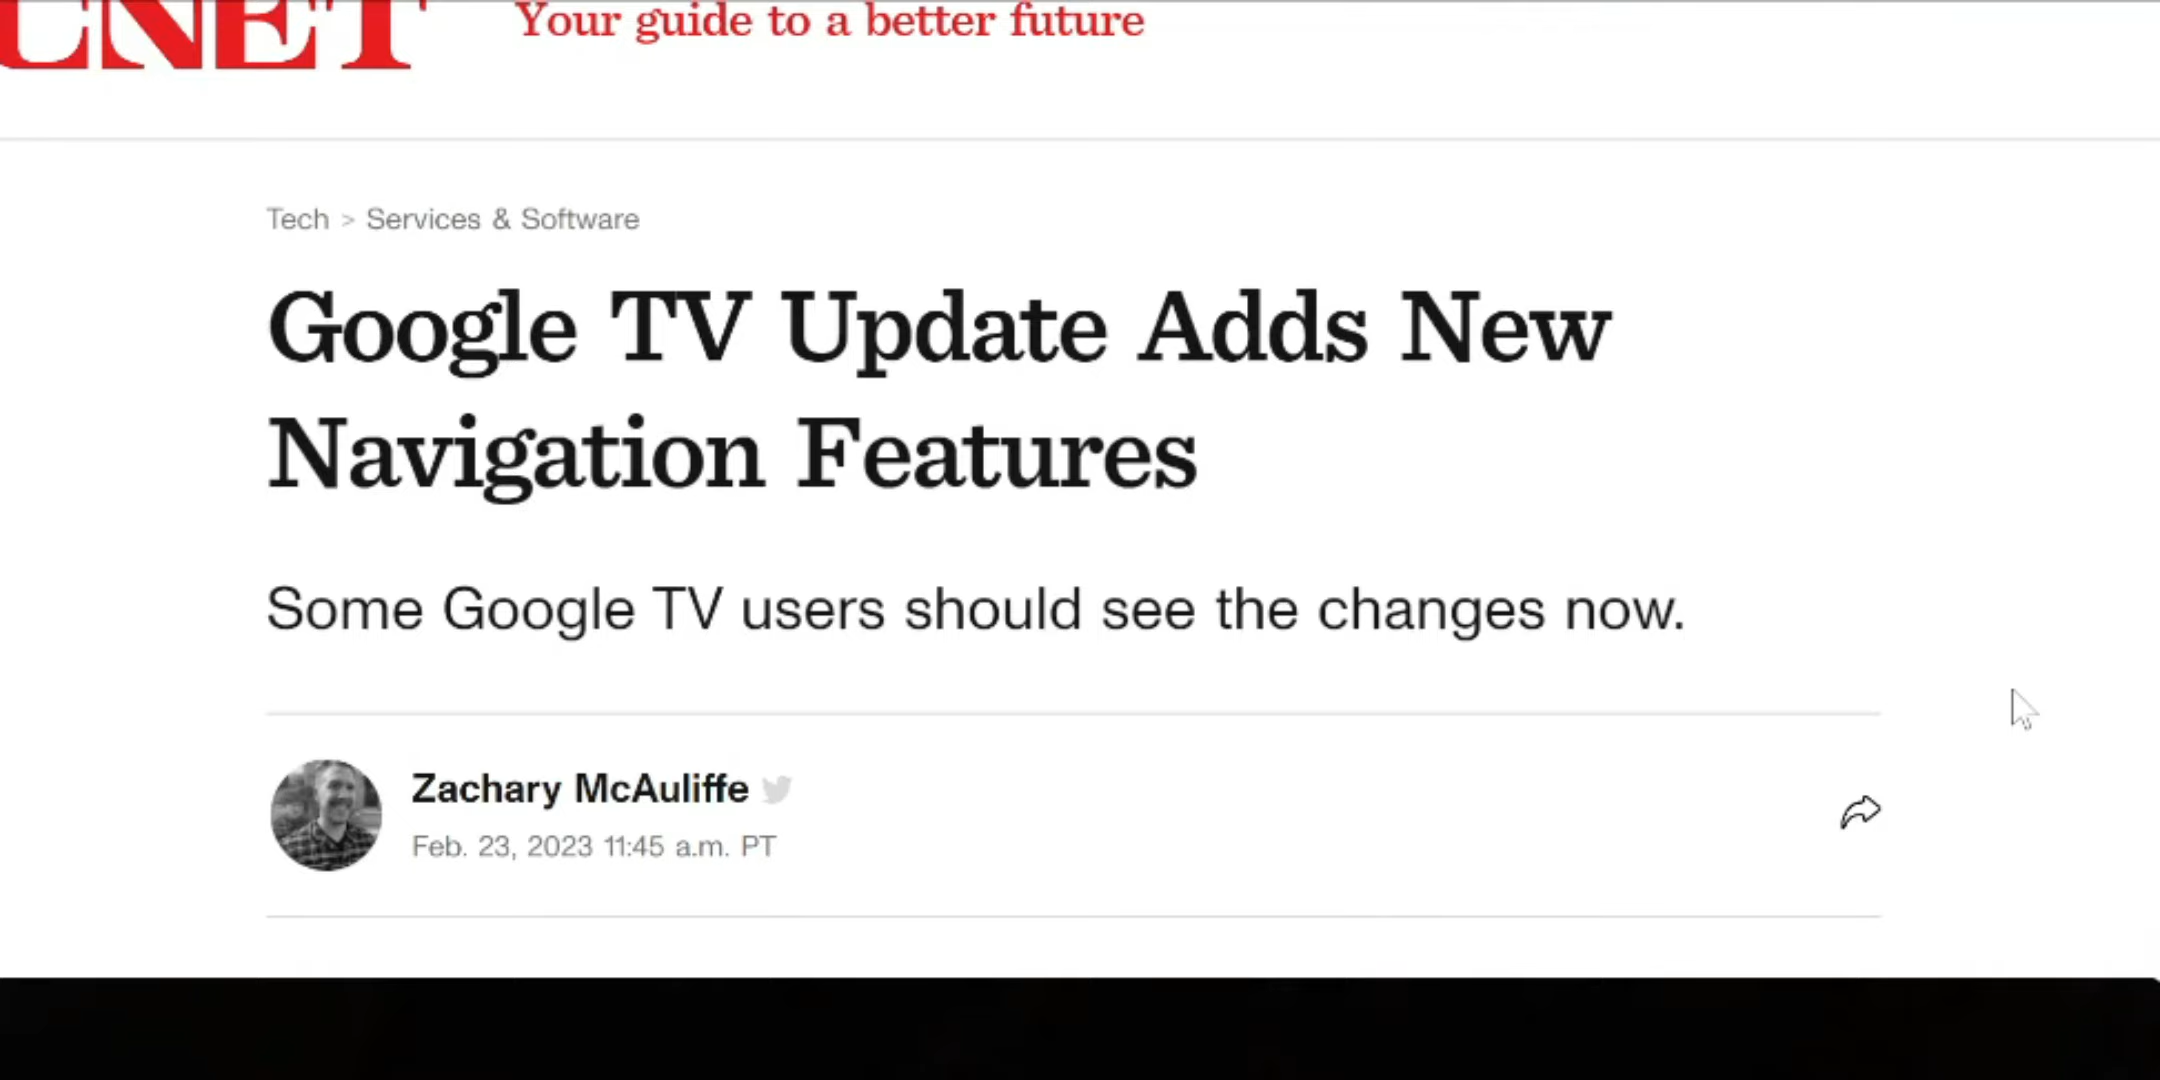 CNET Your guide to a better future
Tech > Services & Software
Google TV Update Adds New
Navigation Features
Some Google TV users should see the changes now.
Zachary McAuliffe
Feb. 23, 2023 11:45 a.m. PT